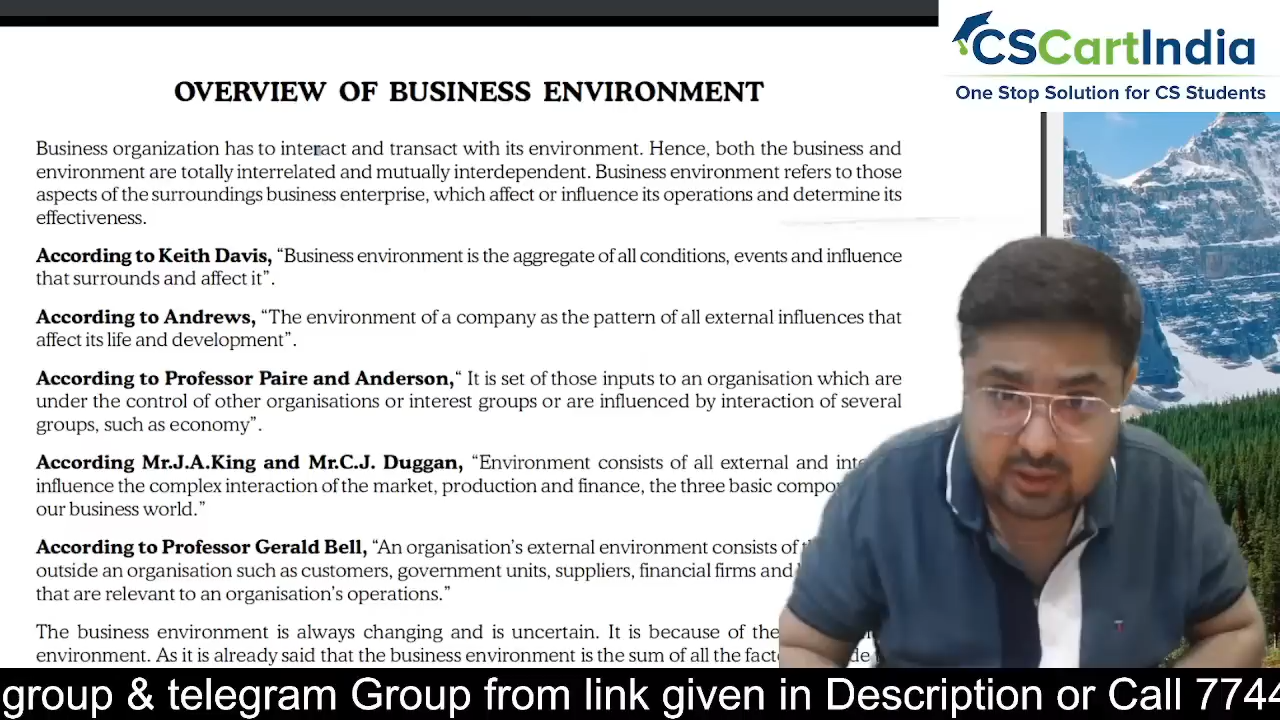 CSCartIndia
One Stop Solution for CS Students
OVERVIEW OF BUSINESS ENVIRONMENT
Business organization has to interact and transact with its environment. Hence, both the business and
environment are totally interrelated and mutually interdependent. Business environment refers to those
aspects of the surroundings business enterprise, which affect or influence its operations and determine its
effectiveness.
According to Keith Davis, “Business environment is the aggregate of all conditions, events and influence
that surrounds and affect it”.
According to Andrews, “The environment of a company as the pattern of all external influences that
affect its life and development”.
According to Professor Paire and Anderson,“ It is set of those inputs to an organisation which are
under the control of other organisations or interest groups or are influenced by interaction of several
groups, such as economy”.
According Mr.J.A.King and Mr.C.J. Duggan, “Environment consists of all external and
influence the complex interaction of the market, production and finance, the three basic
our business world.”
According to Professor Gerald Bell, “An organisation’s external environment consists of
outside an organisation such as customers, government units, suppliers, financial firms and
that are relevant to an organisation’s operations.”
The business environment is always changing and is uncertain. It is because of the
environment. As it is already said that the business environment is the sum of all the
group & telegram Group from link given in Description or Call 7744